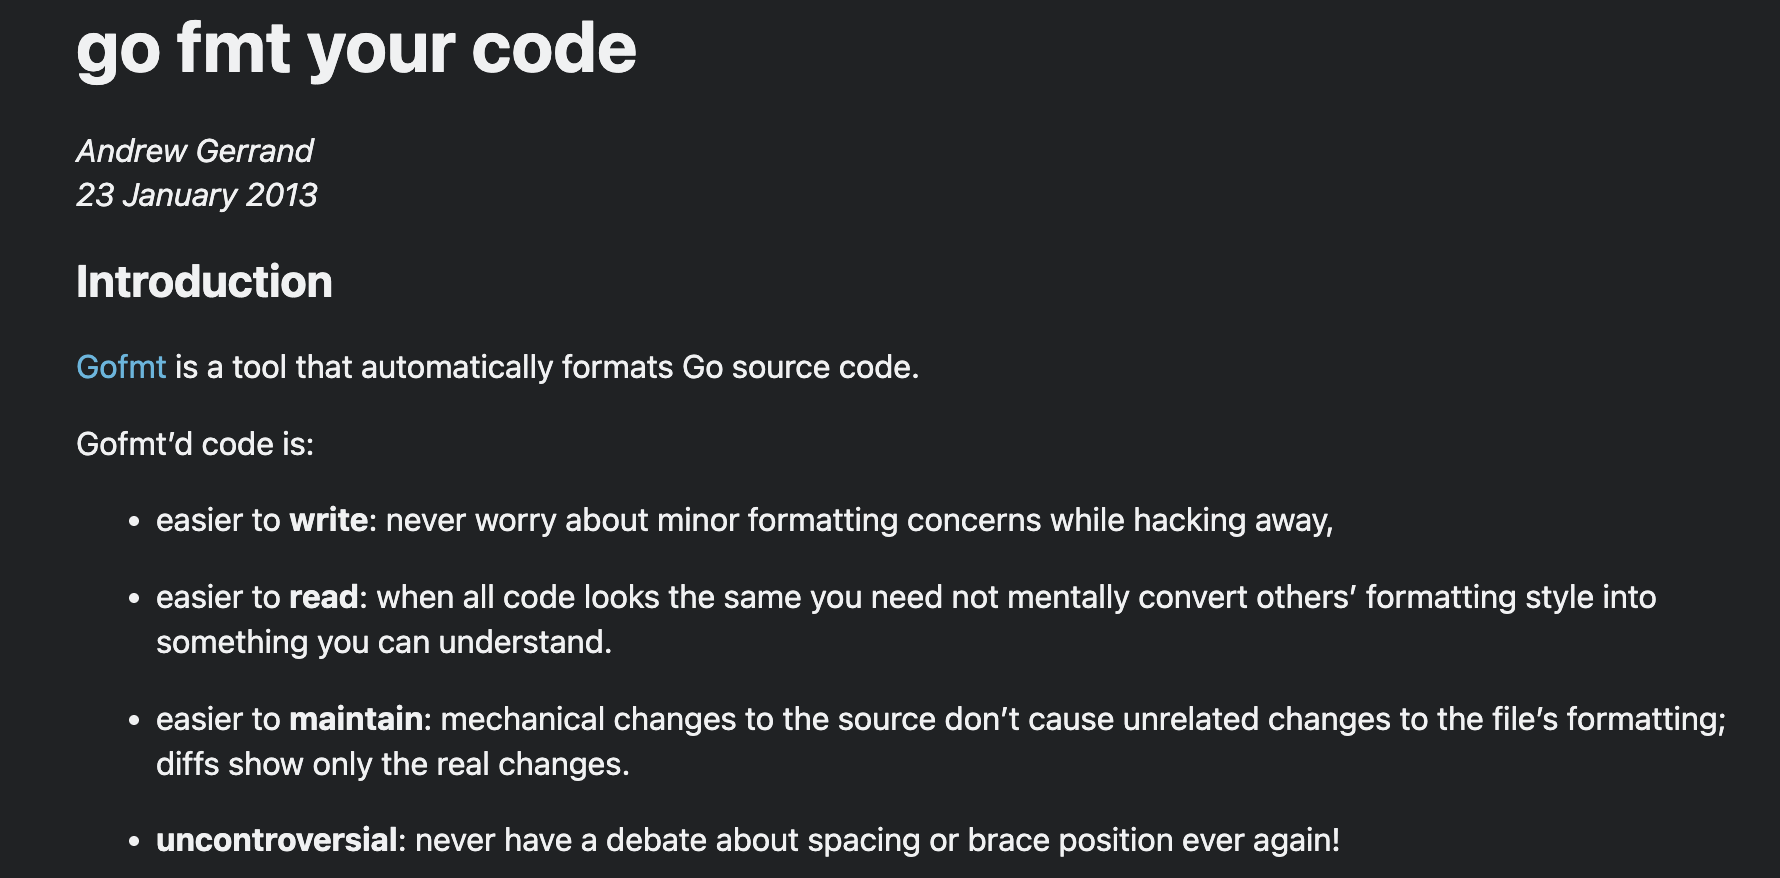 go fmt your code
Andrew Gerrand
23 January 2013
Introduction
Gofmt is a tool that automatically formats Go source code.
Gofmt’d code is:
• easier to write: never worry about minor formatting concerns while hacking away,
• easier to read: when all code looks the same you need not mentally convert others’ formatting style into
something you can understand.
• easier to maintain: mechanical changes to the source don’t cause unrelated changes to the file’s formatting;
diffs show only the real changes.
• uncontroversial: never have a debate about spacing or brace position ever again!